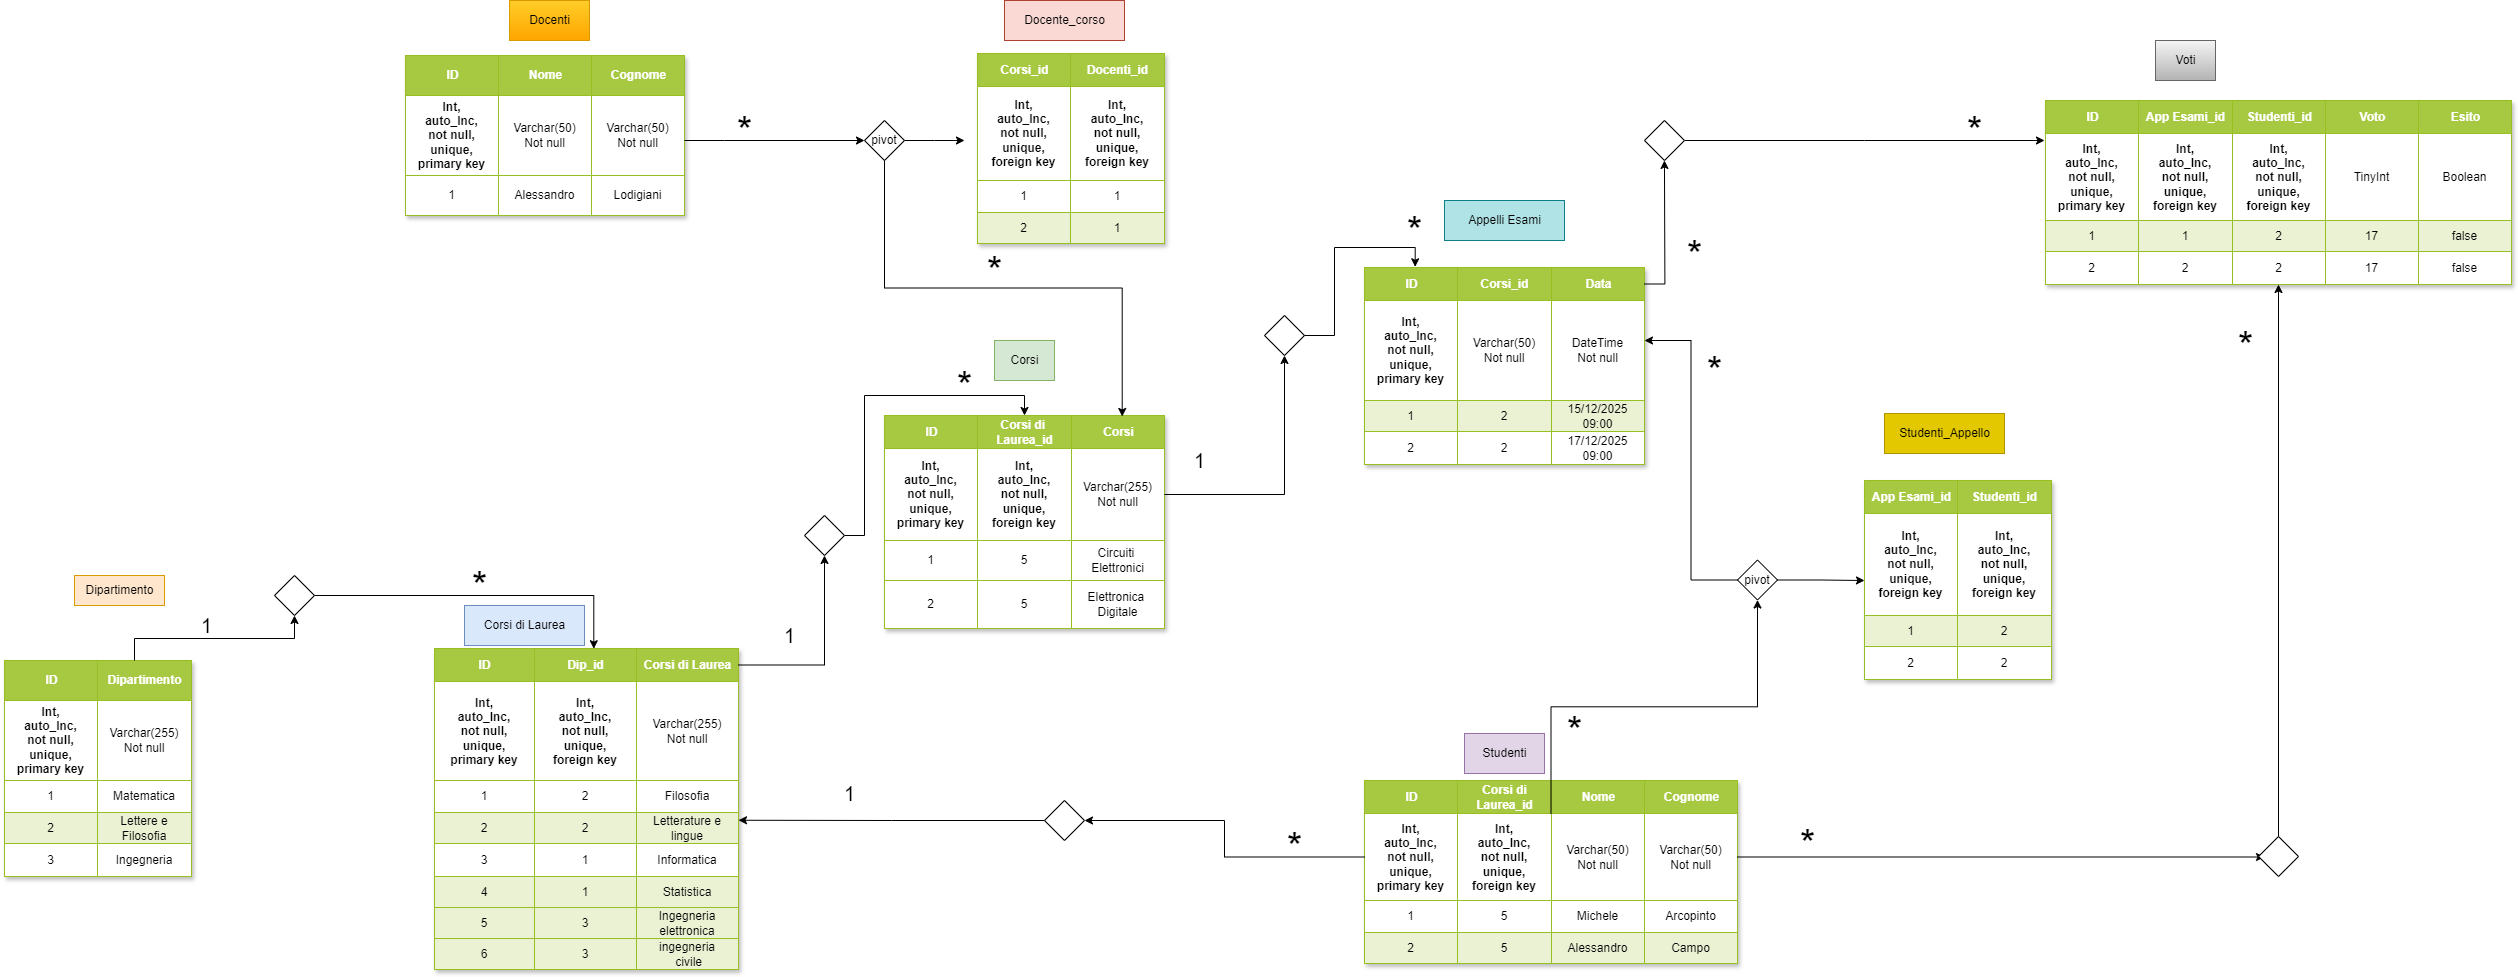 Docenti
ID Nome Cognome
Int,
auto_Inc,
not null,
unique,
primary key
Varchar(50)
Not null
Varchar(50)
Not null
1 Alessandro Lodigiani
*
pivot
*
Docente_corso
Corsi_id Docenti_id
Int,
auto_Inc,
not null,
unique,
foreign key
Int,
auto_Inc,
not null,
unique,
foreign key
1 1
2 1
Voti
ID App Esami_id Studenti_id Voto Esito
Int,
auto_Inc,
not null,
unique,
primary key
Int,
auto_Inc,
not null,
unique,
foreign key
Int,
auto_Inc,
not null,
unique,
foreign key
TinyInt
Boolean
1 1 2 17 false
2 2 2 17 false
*
*
*
Appelli Esami
*
ID Corsi_id Data
Int,
auto_Inc,
not null,
unique,
primary key
Varchar(50)
Not null
DateTime
Not null
1 2 15/12/2025
09:00
2 2 17/12/2025
09:00
*
Corsi
*
ID Corsi di
Laurea_id Corsi
Int,
auto_Inc,
not null,
unique,
primary key
Int,
auto_Inc,
not null,
unique,
foreign key
Varchar(255)
Not null
1 5 Circuiti
Elettronici
2 5 Elettronica
Digitale
1
Studenti_Appello
App Esami_id Studenti_id
Int,
auto_Inc,
not null,
unique,
foreign key
Int,
auto_Inc,
not null,
unique,
foreign key
1 2
2 2
pivot
*
Dipartimento
1
*
ID Dipartimento
Int,
auto_Inc,
not null,
unique,
primary key
Varchar(255)
Not null
1 Matematica
2 Lettere e
Filosofia
3 Ingegneria
Corsi di Laurea
1
ID Dip_id Corsi di Laurea
Int,
auto_Inc,
not null,
unique,
primary key
Int,
auto_Inc,
not null,
unique,
foreign key
Varchar(255)
Not null
1 2 Filosofia
2 2 Letterature e
lingue
3 1 Informatica
4 1 Statistica
5 3 Ingegneria
elettronica
6 3 ingegneria
civile
1
*
Studenti
ID Corsi di
Laurea_id Nome Cognome
Int,
auto_Inc,
not null,
unique,
primary key
Int,
auto_Inc,
not null,
unique,
foreign key
Varchar(50)
Not null
Varchar(50)
Not null
1 5 Michele Arcopinto
2 5 Alessandro Campo
*